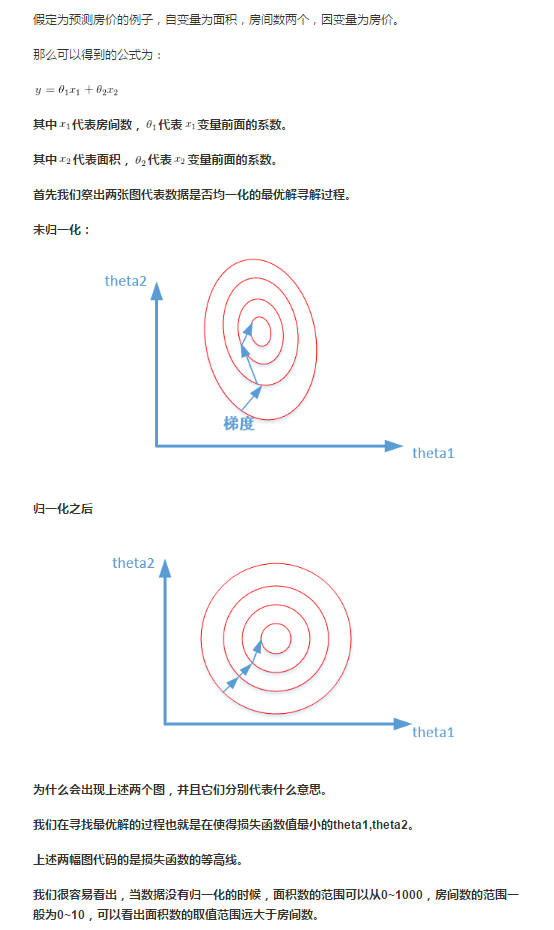 假定为预测房价的例子，自变量为面积，房间数两个，因变量为房价。
那么可以得到的公式为：
y = θ₁x₁ + θ₂x₂
其中 x₁ 代表房间数，θ₁ 代表 x₁ 变量前面的系数。
其中 x₂ 代表面积，θ₂ 代表 x₂ 变量前面的系数。
首先我们祭出两张图代表数据是否均一化的最优解寻解过程。
未归一化：
theta2
梯度
theta1
归一化之后
theta2
theta1
为什么会出现上述两个图，并且它们分别代表什么意思。
我们在寻找最优解的过程也就是在使得损失函数值最小的theta1,theta2。
上述两幅图代码的是损失函数的等高线。
我们很容易看出，当数据没有归一化的时候，面积数的范围可以从0~1000，房间数的范围一
般为0~10，可以看出面积数的取值范围远大于房间数。